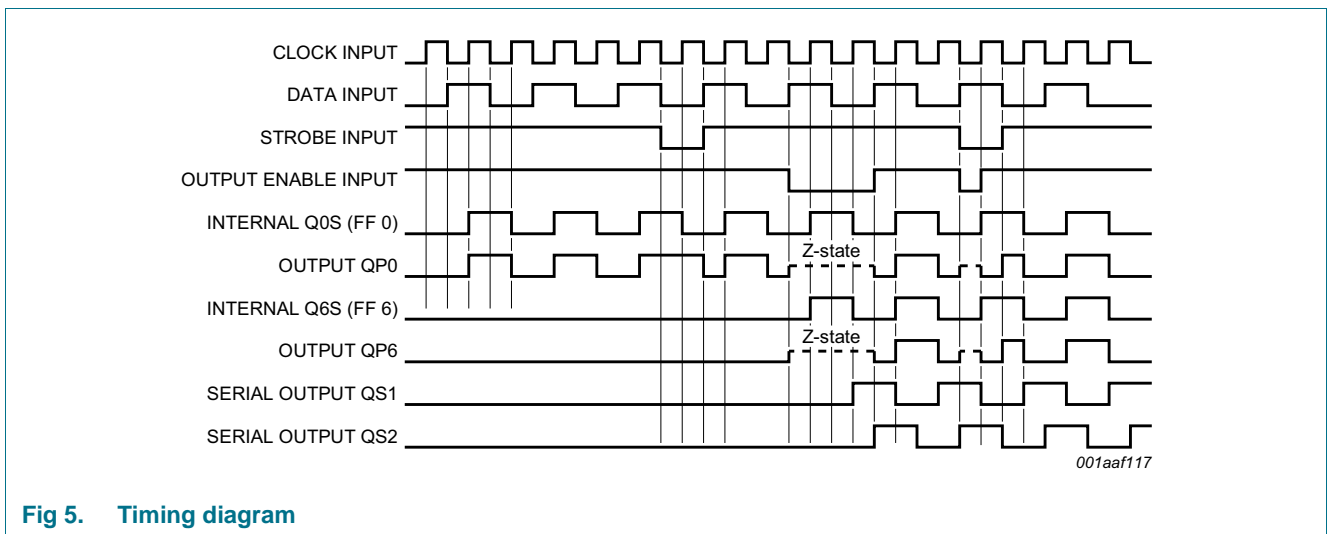 CLOCK INPUT
DATA INPUT
STROBE INPUT
OUTPUT ENABLE INPUT
INTERNAL Q0S (FF 0)
Z-state
OUTPUT QP0
INTERNAL Q6S (FF 6)
Z-state
OUTPUT QP6
SERIAL OUTPUT QS1
SERIAL OUTPUT QS2
001aaf117
Fig 5. Timing diagram